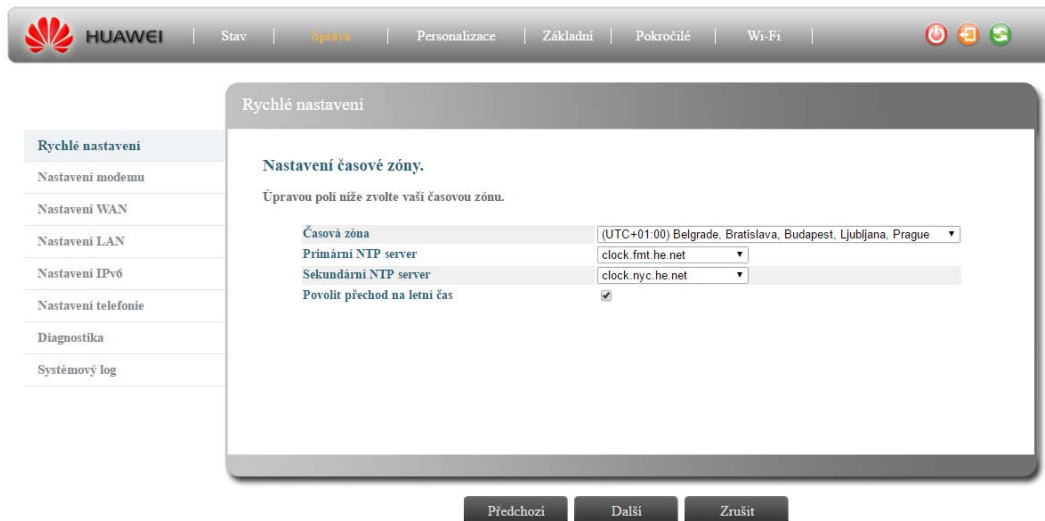 HUAWEI | Stav | Správa | Personalizace | Základní | Pokročilé | Wi-Fi |
Rychlé nastavení
Rychlé nastavení
Nastavení modemu
Nastavení WAN
Nastavení LAN
Nastavení IPv6
Nastavení telefonie
Diagnostika
Systémový log
Nastavení časové zóny.
Úpravou polí níže zvolte vaší časovou zónu.
Časová zóna (UTC+01:00) Belgrade, Bratislava, Budapest, Ljubljana, Prague
Primární NTP server clock.fmt.he.net
Sekundární NTP server clock.nyc.he.net
Povolit přechod na letní čas
Předchozí Další Zrušit